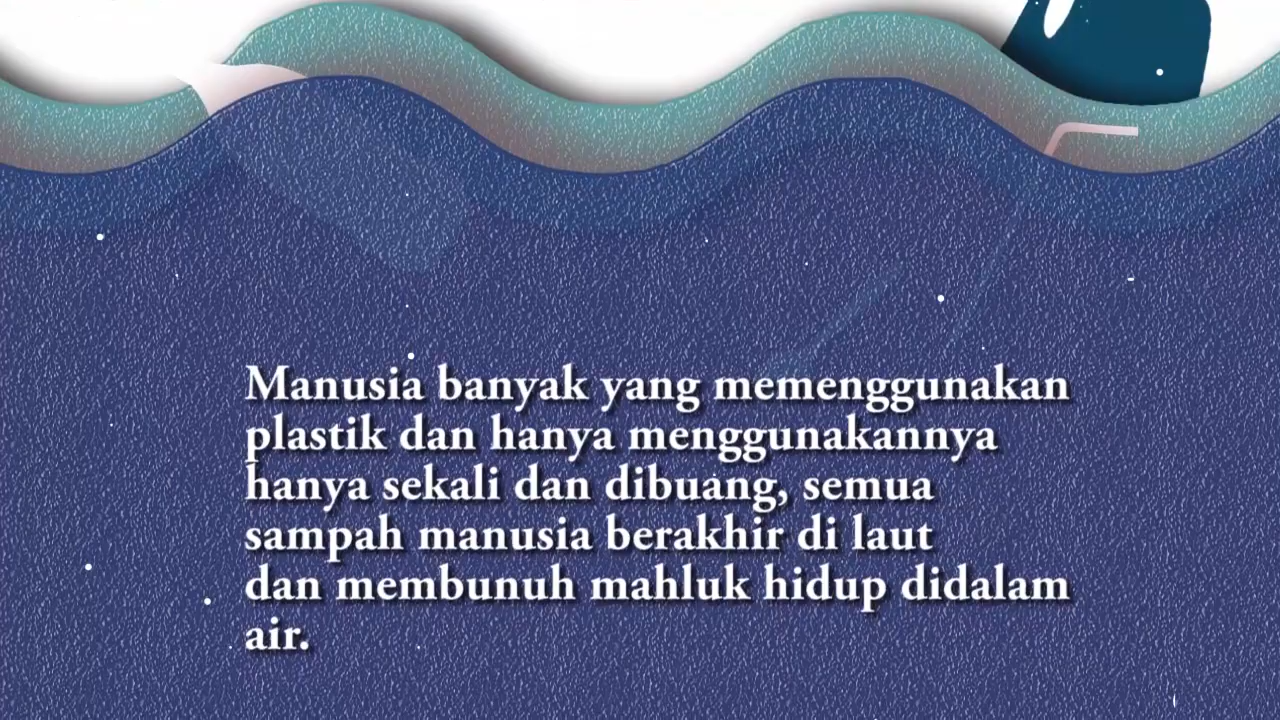 Manusia banyak yang memenggunakan
plastik dan hanya menggunakannya
hanya sekali dan dibuang, semua
sampah manusia berakhir di laut
dan membunuh mahluk hidup didalam
air.